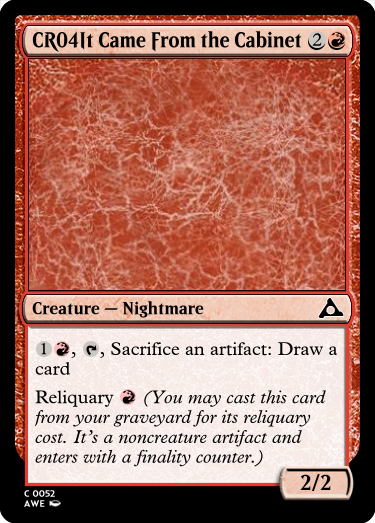 CR04It Came From the Cabinet 2
Creature — Nightmare
1 , , Sacrifice an artifact: Draw a
card
Reliquary (You may cast this card
from your graveyard for its reliquary
cost. It's a noncreature artifact and
enters with a finality counter.)
2/2
C 0052
AWE